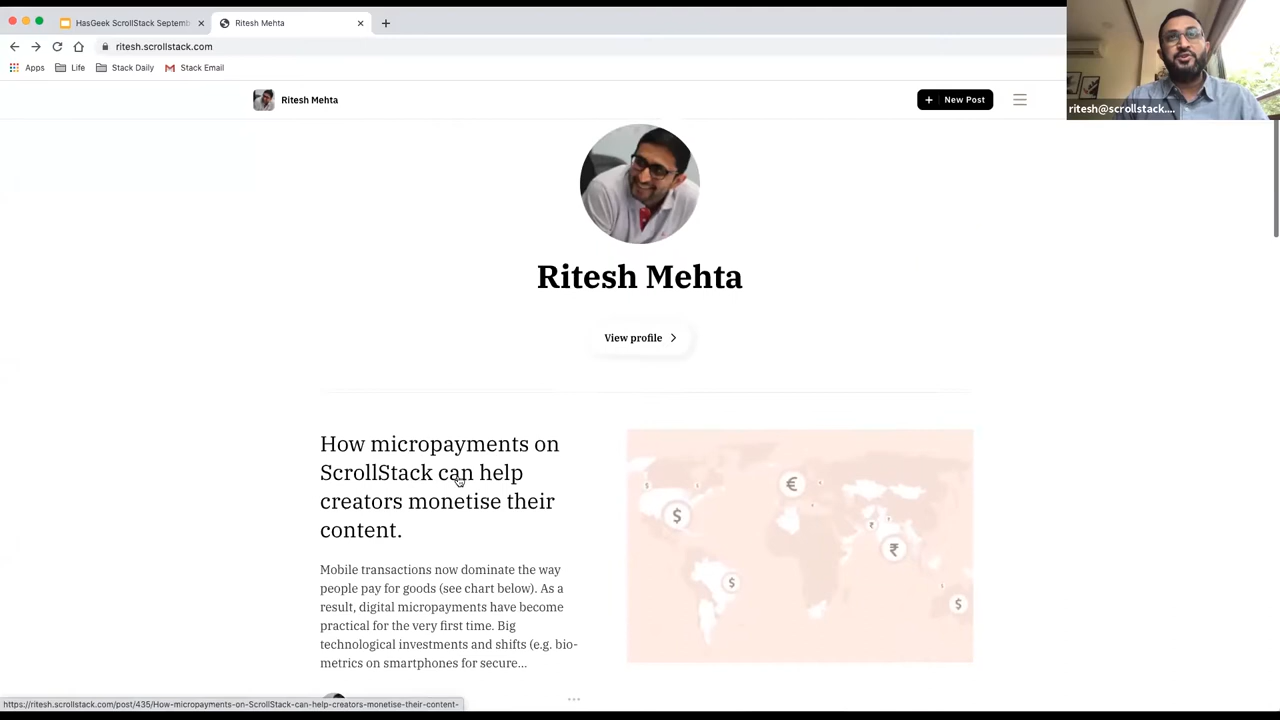 HasGeek ScrollStack Septemb
Ritesh Mehta
ritesh.scrollstack.com
Apps
Life
Stack Daily
Stack Email
Ritesh Mehta
+ New Post
ritesh@scrollstack....
Ritesh Mehta
View profile
How micropayments on
ScrollStack can help
creators monetise their
content.
Mobile transactions now dominate the way
people pay for goods (see chart below). As a
result, digital micropayments have become
practical for the very first time. Big
technological investments and shifts (e.g. bio-
metrics on smartphones for secure...
$
€
$
₹
₹
$
$
https://ritesh.scrollstack.com/post/435/How-micropayments-on-ScrollStack-can-help-creators-monetise-their-content-